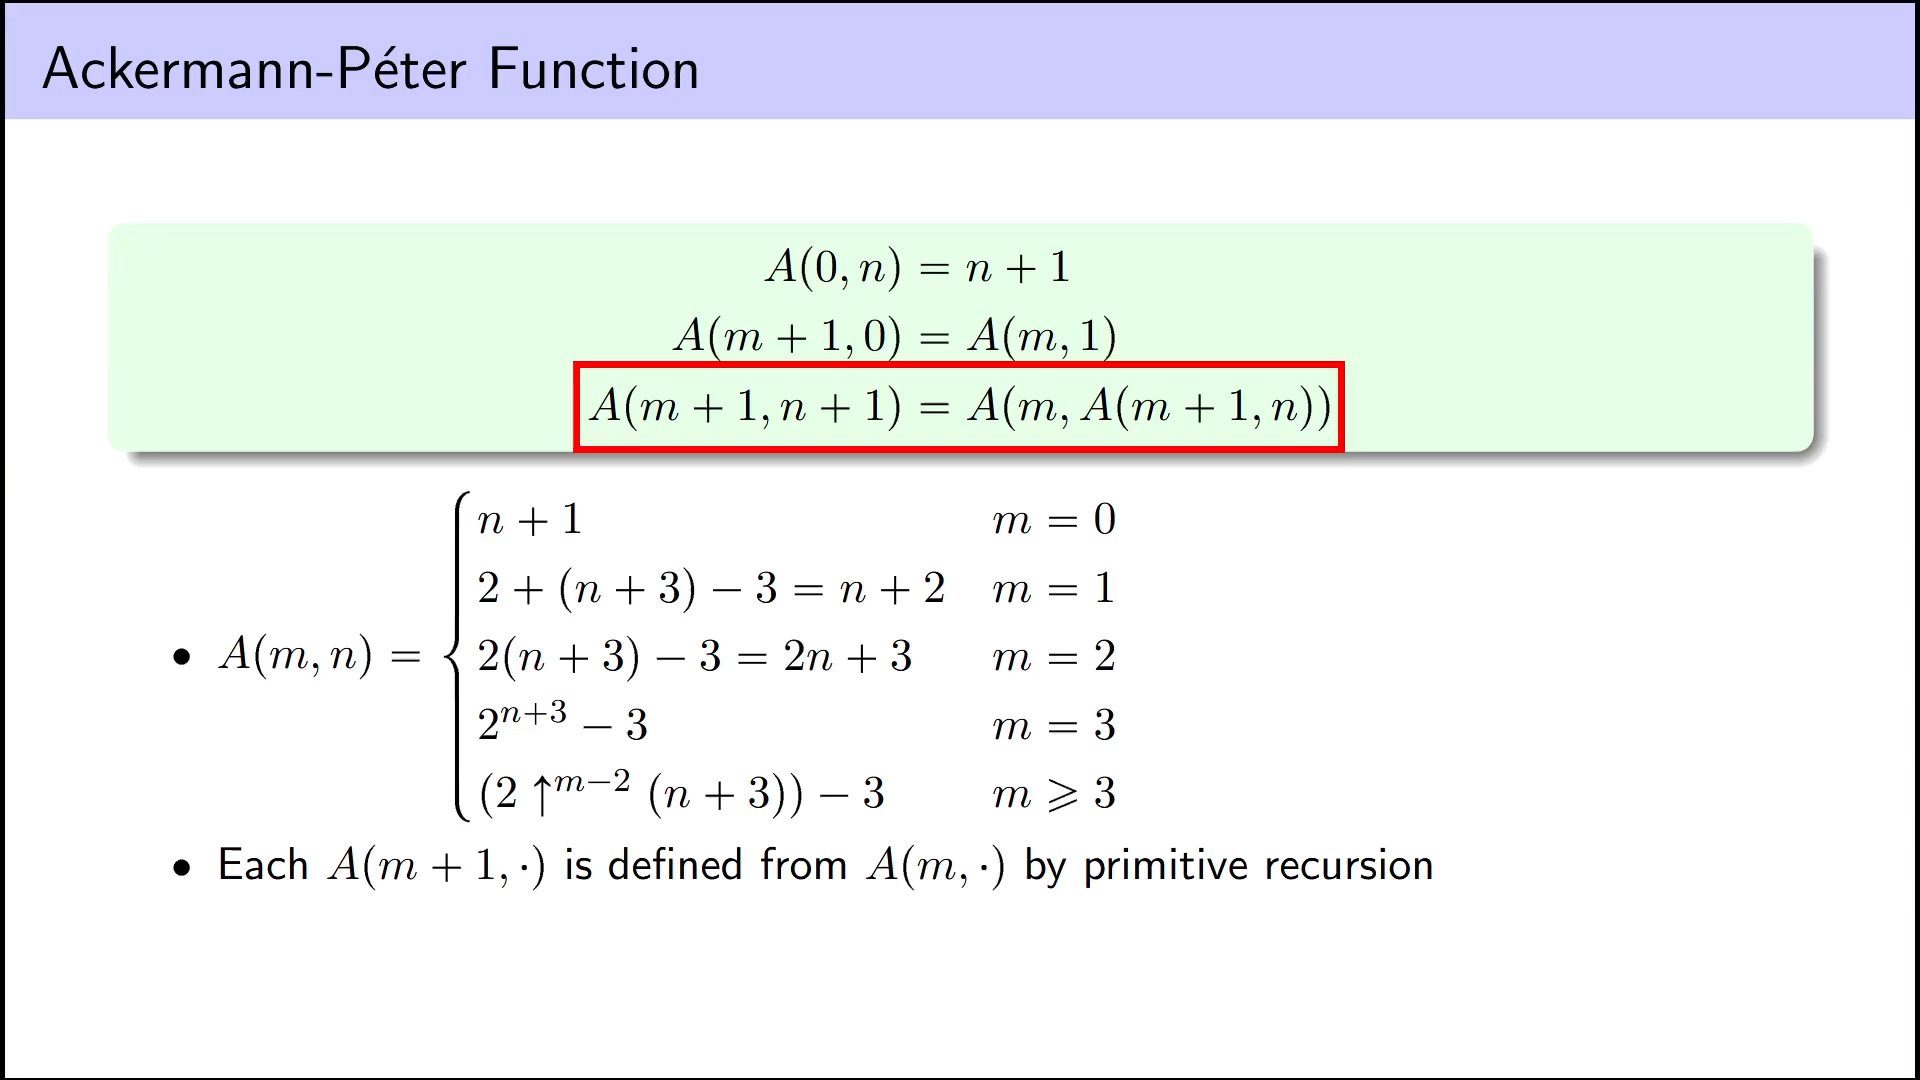 Ackermann-Péter Function
A(0, n) = n + 1
A(m + 1, 0) = A(m, 1)
A(m + 1, n + 1) = A(m, A(m + 1, n))
• A(m, n) = {
n + 1 m = 0
2 + (n + 3) − 3 = n + 2 m = 1
2(n + 3) − 3 = 2n + 3 m = 2
2^{n+3} − 3 m = 3
(2 ↑^{m−2} (n + 3)) − 3 m ⩾ 3
• Each A(m + 1, ·) is defined from A(m, ·) by primitive recursion